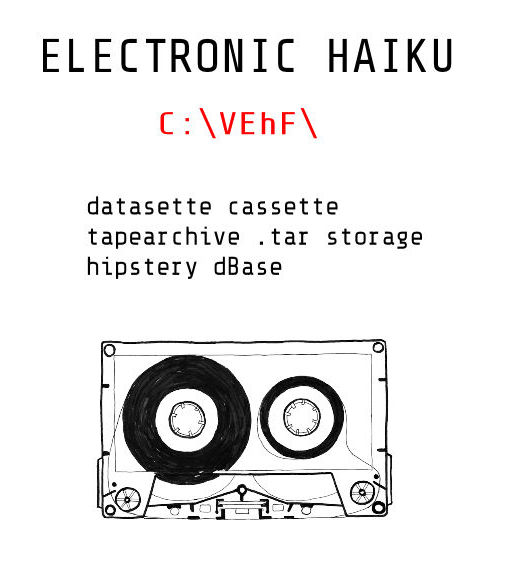 ELECTRONIC HAIKU
C:\VEhF\
datasette cassette
tapearchive .tar storage
hipstery dBase